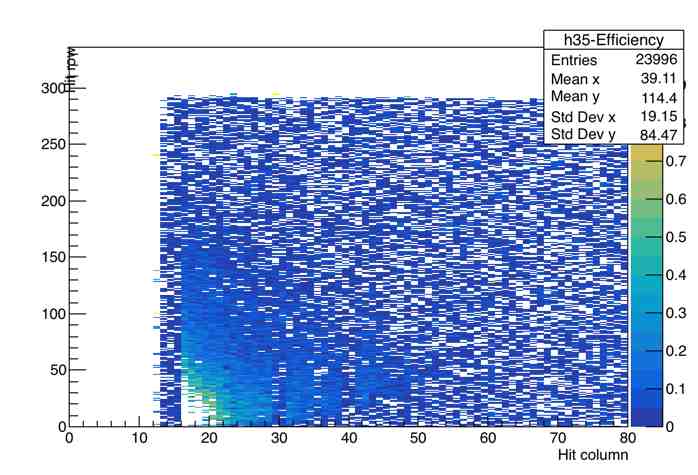 h35-Efficiency
Entries 23996
Mean x 39.11
Mean y 114.4
Std Dev x 19.15
Std Dev y 84.47
300
250
200
150
100
50
0
0 10 20 30 40 50 60 70 80
Hit column
0.7
0.6
0.5
0.4
0.3
0.2
0.1
0